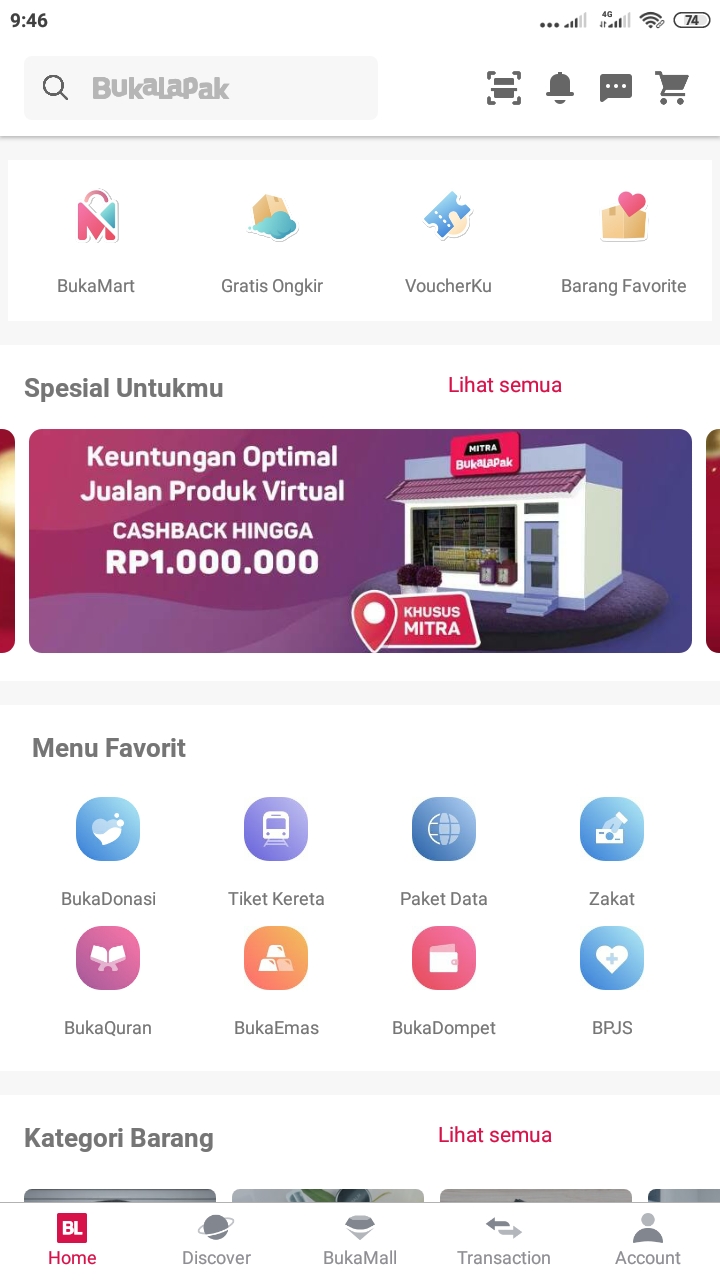 9:46
4G
74
BukaLapak
BukaMart
Gratis Ongkir
VoucherKu
Barang Favorite
Spesial Untukmu
Lihat semua
Keuntungan Optimal
Jualan Produk Virtual
CASHBACK HINGGA
RP1.000.000
MITRA
BukaLapak
KHUSUS
MITRA
Menu Favorit
BukaDonasi
Tiket Kereta
Paket Data
Zakat
BukaQuran
BukaEmas
BukaDompet
BPJS
Kategori Barang
Lihat semua
BL
Home
Discover
BukaMall
Transaction
Account